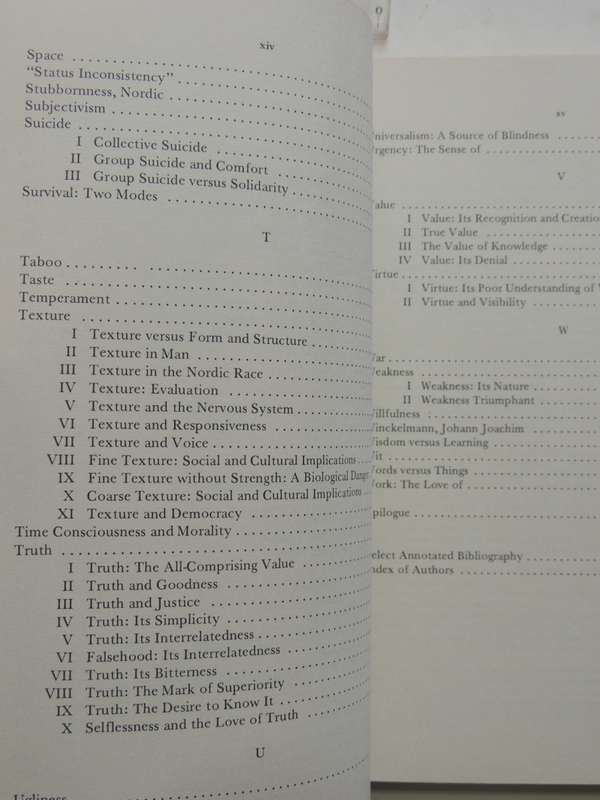 xiv
Space
"Status Inconsistency"
Stubbornness, Nordic
Subjectivism
Suicide
I Collective Suicide
II Group Suicide and Comfort
III Group Suicide versus Solidarity
Survival: Two Modes
T
Taboo
Taste
Temperament
Texture
I Texture versus Form and Structure
II Texture in Man
III Texture in the Nordic Race
IV Texture: Evaluation
V Texture and the Nervous System
VI Texture and Responsiveness
VII Texture and Voice
VIII Fine Texture: Social and Cultural Implications
IX Fine Texture without Strength: A Biological Danger
X Coarse Texture: Social and Cultural Implications
XI Texture and Democracy
Time Consciousness and Morality
Truth
I Truth: The All-Comprising Value
II Truth and Goodness
III Truth and Justice
IV Truth: Its Simplicity
V Truth: Its Interrelatedness
VI Falsehood: Its Interrelatedness
VII Truth: Its Bitterness
VIII Truth: The Mark of Superiority
IX Truth: The Desire to Know It
X Selflessness and the Love of Truth
U
Ugliness
xv
niversalism: A Source of Blindness
rgency: The Sense of
V
alue
I Value: Its Recognition and Creation
II True Value
III The Value of Knowledge
IV Value: Its Denial
irtue
I Virtue: Its Poor Understanding of
II Virtue and Visibility
W
ar
eakness
I Weakness: Its Nature
II Weakness Triumphant
illfulness
inckelmann, Johann Joachim
isdom versus Learning
it
ords versus Things
ork: The Love of
pilogue
elect Annotated Bibliography
ndex of Authors